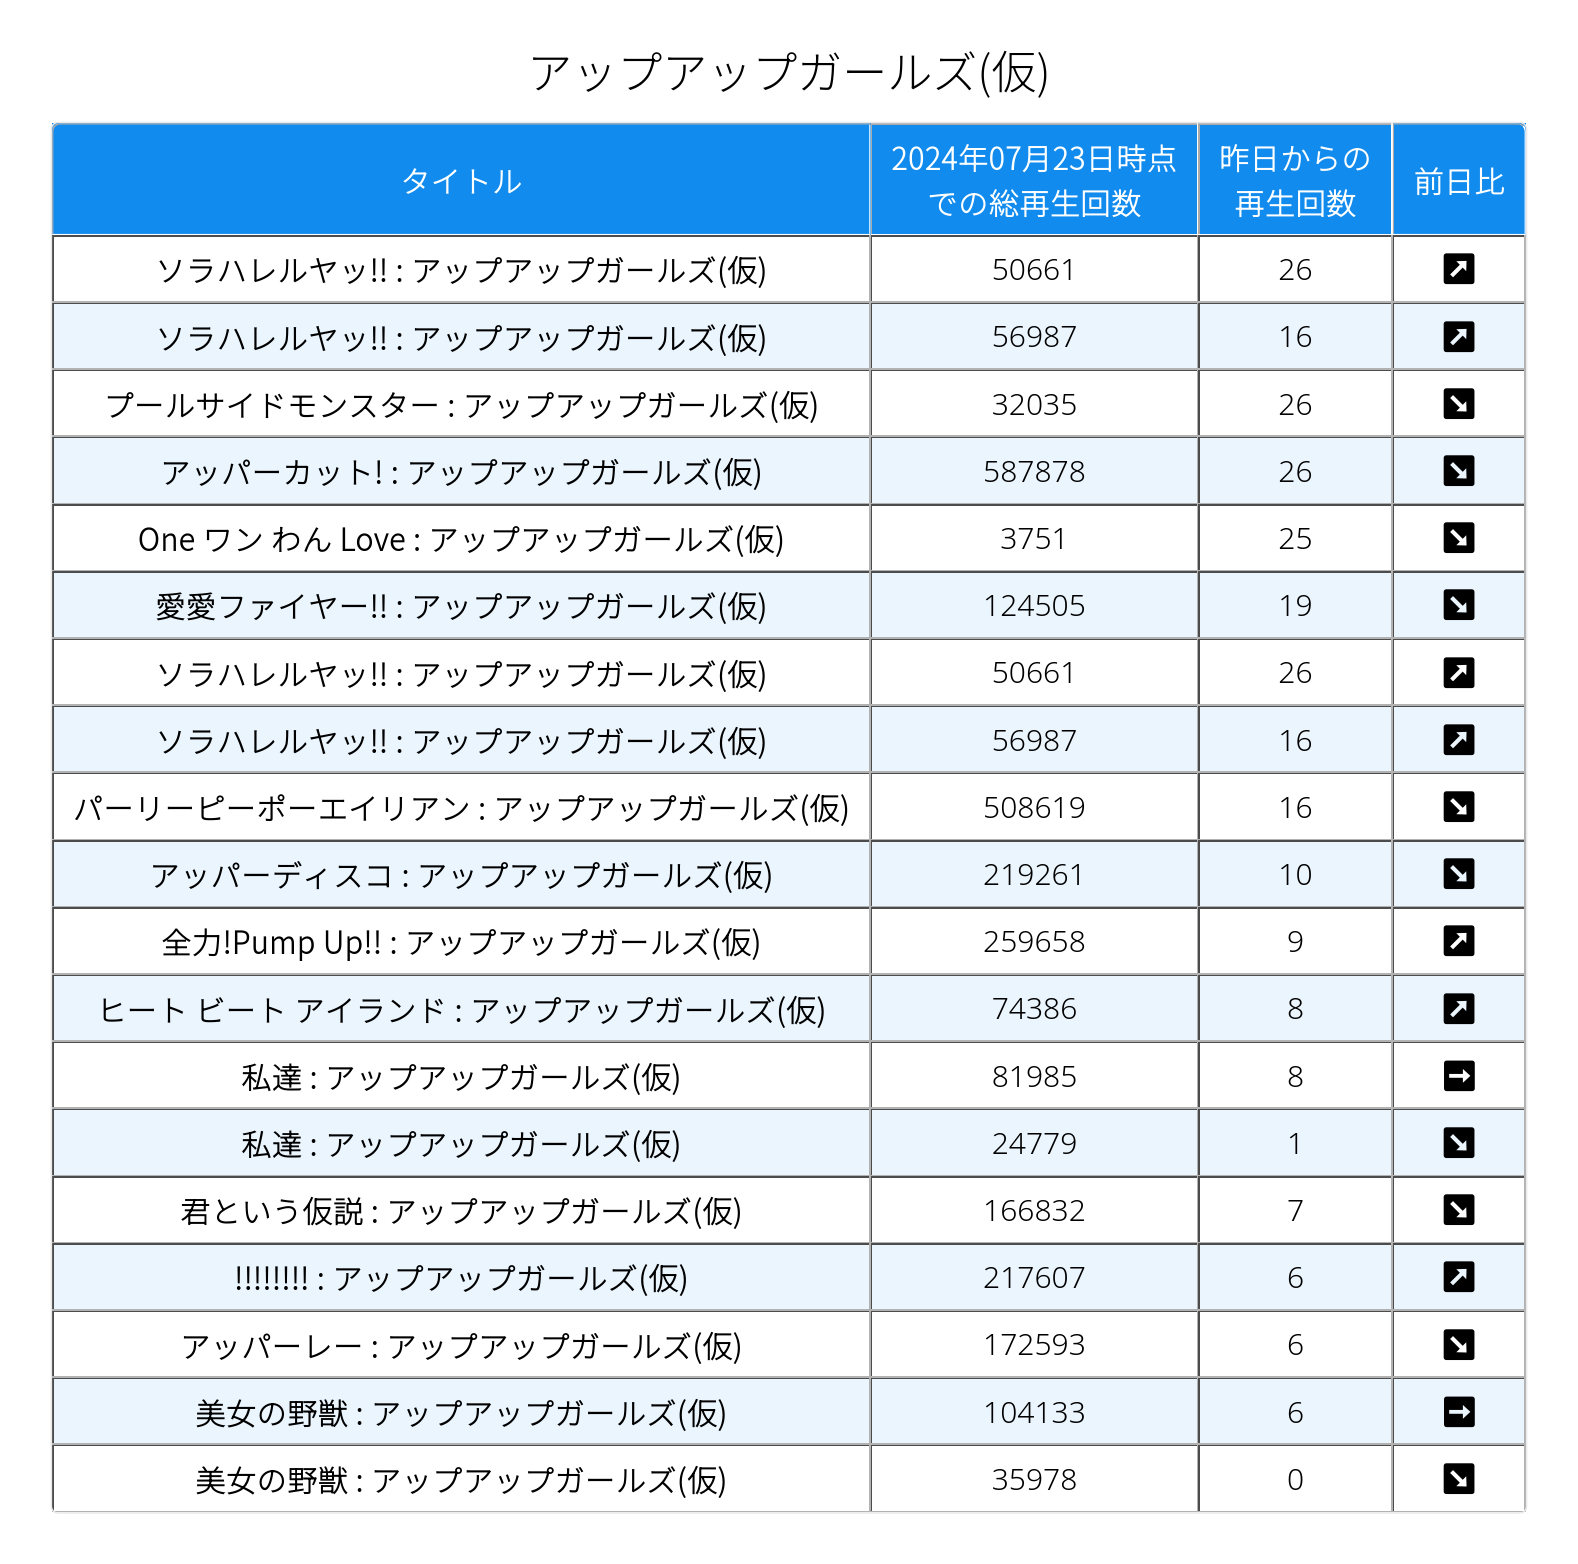 アップアップガールズ(仮)
タイトル 2024年07月23日時点での総再生回数 昨日からの再生回数 前日比
ソラハレルヤッ!! : アップアップガールズ(仮) 50661 26 ↗
ソラハレルヤッ!! : アップアップガールズ(仮) 56987 16 ↗
プールサイドモンスター : アップアップガールズ(仮) 32035 26 ↘
アッパーカット! : アップアップガールズ(仮) 587878 26 ↘
One ワン わん Love : アップアップガールズ(仮) 3751 25 ↘
愛愛ファイヤー!! : アップアップガールズ(仮) 124505 19 ↘
ソラハレルヤッ!! : アップアップガールズ(仮) 50661 26 ↗
ソラハレルヤッ!! : アップアップガールズ(仮) 56987 16 ↗
パーリーピーポーエイリアン : アップアップガールズ(仮) 508619 16 ↘
アッパーディスコ : アップアップガールズ(仮) 219261 10 ↘
全力!Pump Up!! : アップアップガールズ(仮) 259658 9 ↗
ヒート ビート アイランド : アップアップガールズ(仮) 74386 8 ↗
私達 : アップアップガールズ(仮) 81985 8 →
私達 : アップアップガールズ(仮) 24779 1 ↘
君という仮説 : アップアップガールズ(仮) 166832 7 ↘
!!!!!!!! : アップアップガールズ(仮) 217607 6 ↗
アッパーレー : アップアップガールズ(仮) 172593 6 ↘
美女の野獣 : アップアップガールズ(仮) 104133 6 →
美女の野獣 : アップアップガールズ(仮) 35978 0 ↘